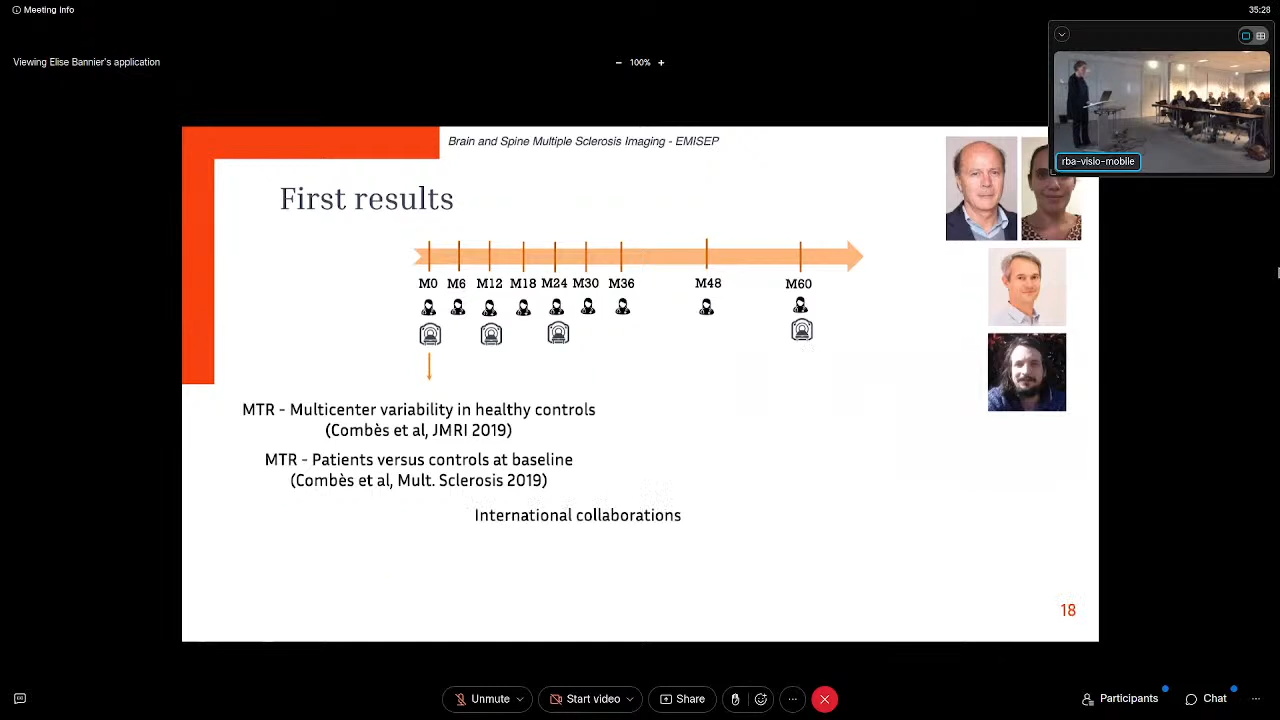 Meeting Info
35:28
Viewing Elise Bannier's application
− 100% +
rba-visio-mobile
Brain and Spine Multiple Sclerosis Imaging - EMISEP
First results
M0 M6 M12 M18 M24 M30 M36 M48 M60
MTR - Multicenter variability in healthy controls
(Combès et al, JMRI 2019)
MTR - Patients versus controls at baseline
(Combès et al, Mult. Sclerosis 2019)
International collaborations
18
Unmute
Start video
Share
Participants
Chat